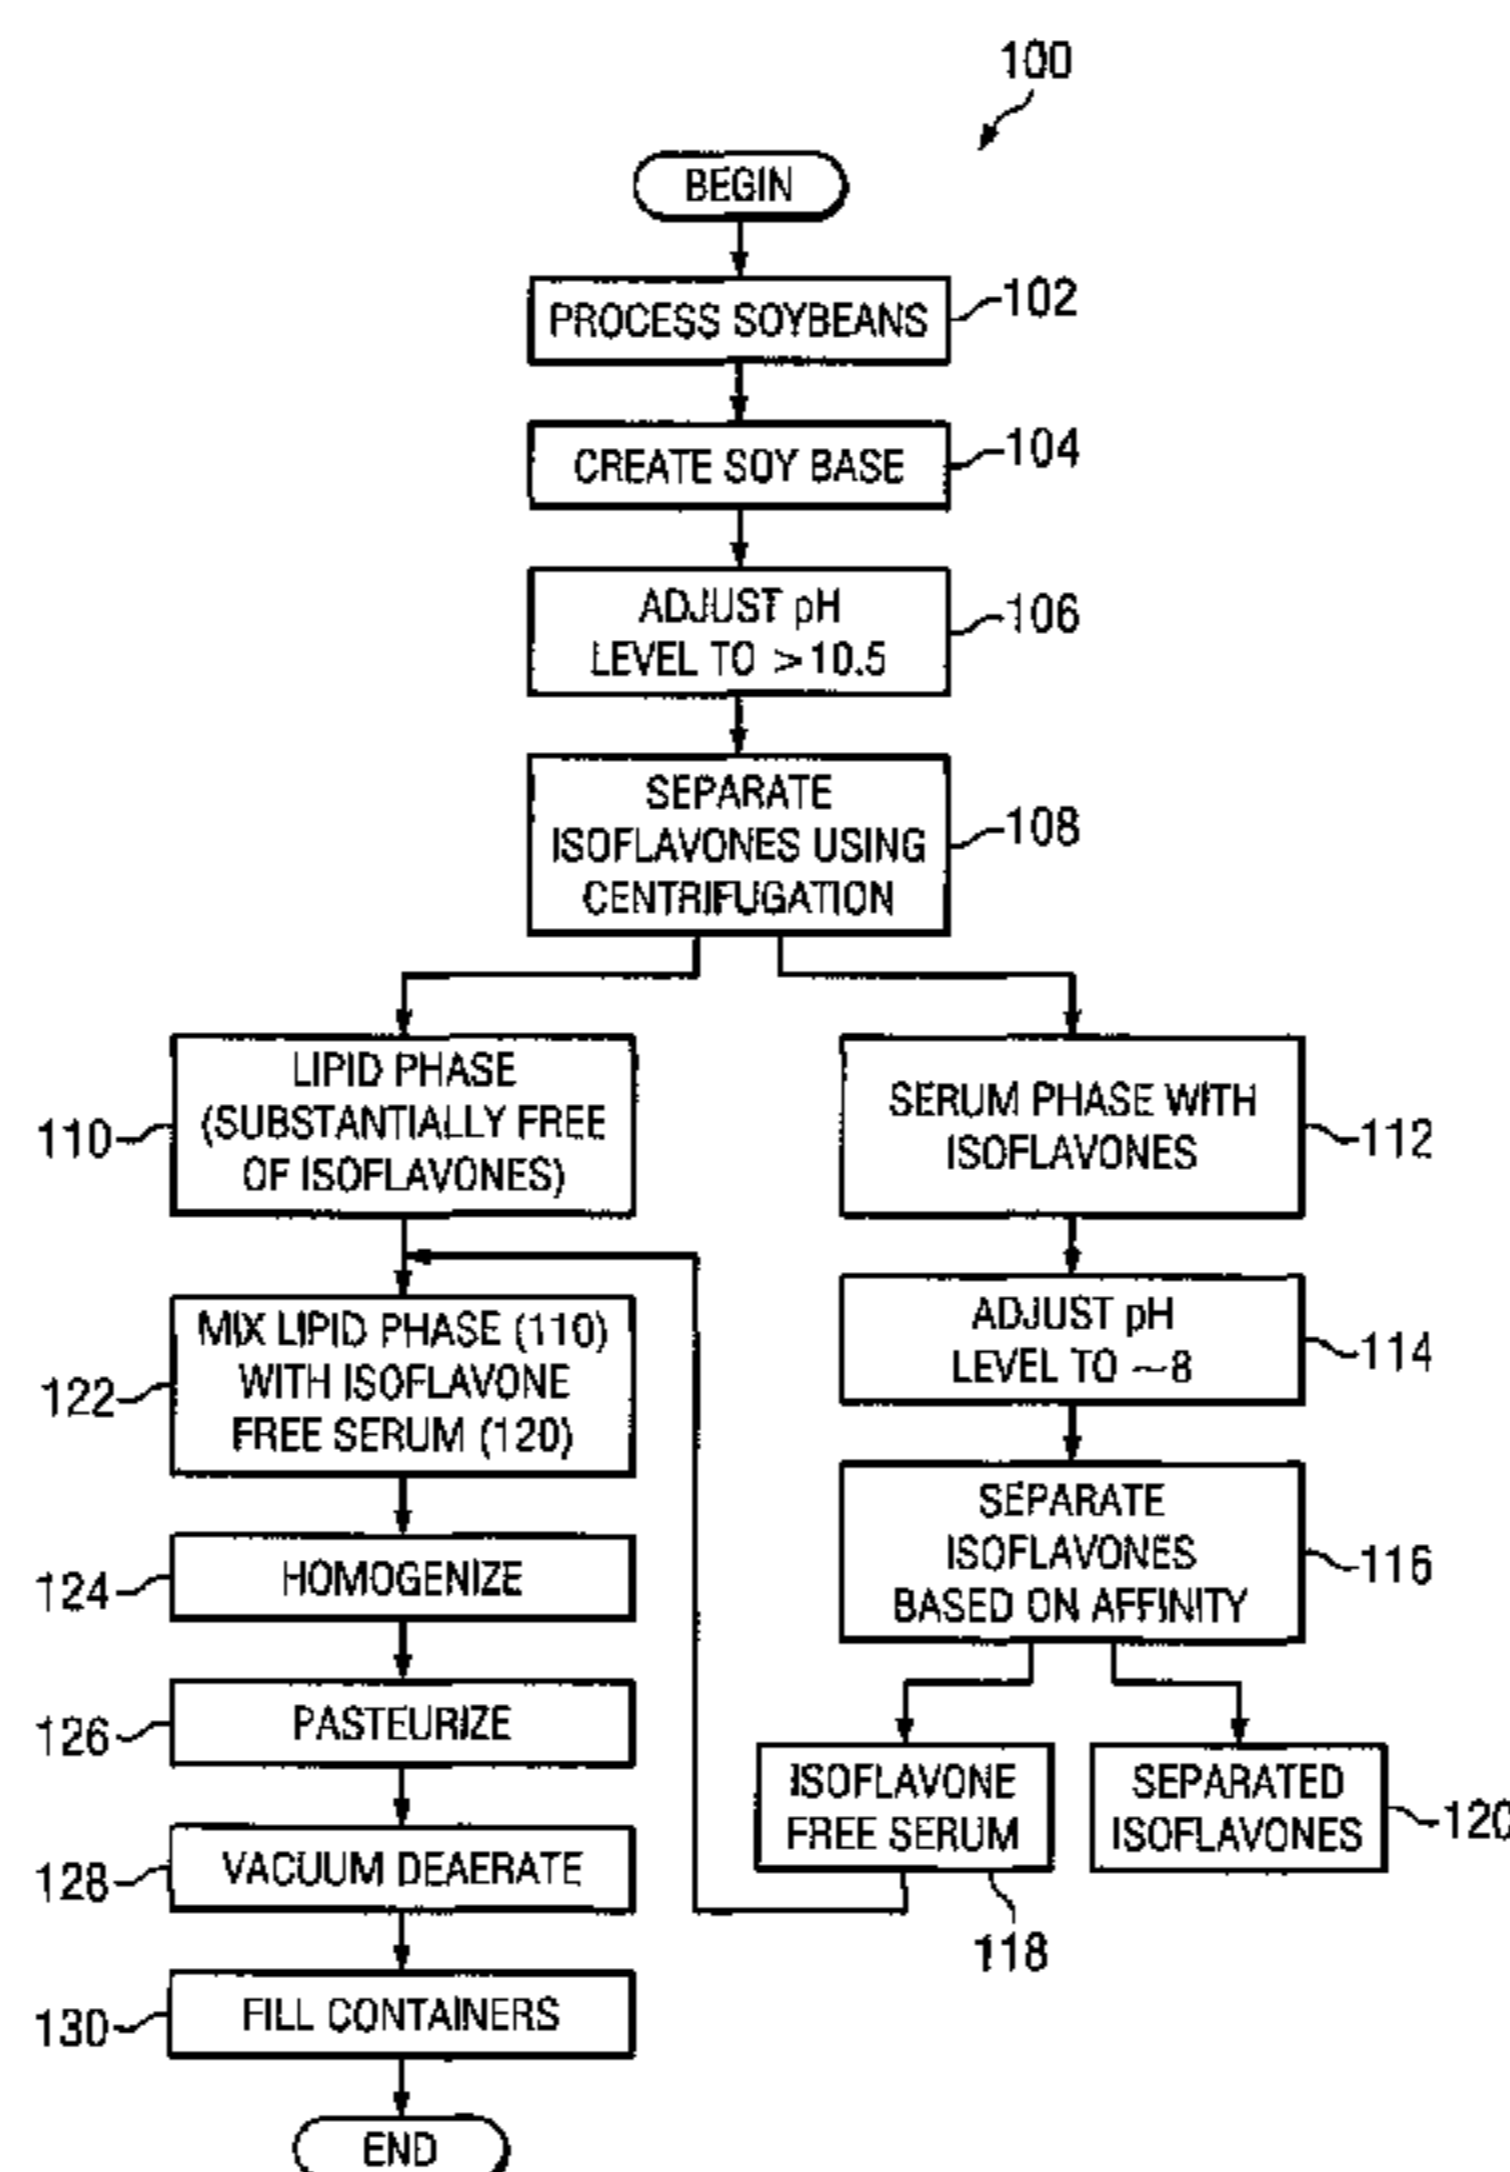 100
BEGIN
PROCESS SOYBEANS
102
CREATE SOY BASE
104
ADJUST pH
LEVEL TO >10.5
106
SEPARATE
ISOFLAVONES USING
CENTRIFUGATION
108
LIPID PHASE
(SUBSTANTIALLY FREE
OF ISOFLAVONES)
110
SERUM PHASE WITH
ISOFLAVONES
112
MIX LIPID PHASE (110)
WITH ISOFLAVONE
FREE SERUM (120)
122
ADJUST pH
LEVEL TO ~8
114
HOMOGENIZE
124
SEPARATE
ISOFLAVONES
BASED ON AFFINITY
116
PASTEURIZE
126
ISOFLAVONE
FREE SERUM
118
SEPARATED
ISOFLAVONES
120
VACUUM DEAERATE
128
FILL CONTAINERS
130
END